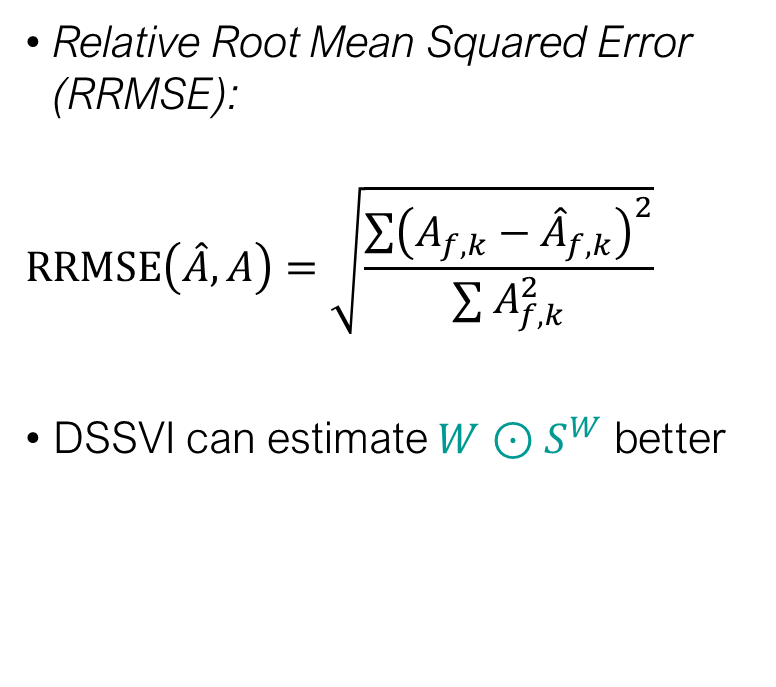 • Relative Root Mean Squared Error
(RRMSE):
RRMSE(Â, A) = √(∑(A_{f,k} − Â_{f,k})² / ∑ A²_{f,k})
• DSSVI can estimate W ⊙ S^W better